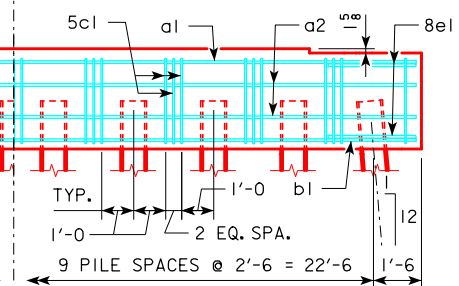 5c1 a1 a2 1 5/8 8e1
TYP. 1'-0 b1
1'-0 2 EQ. SPA. 12
9 PILE SPACES @ 2'-6 = 22'-6 1'-6